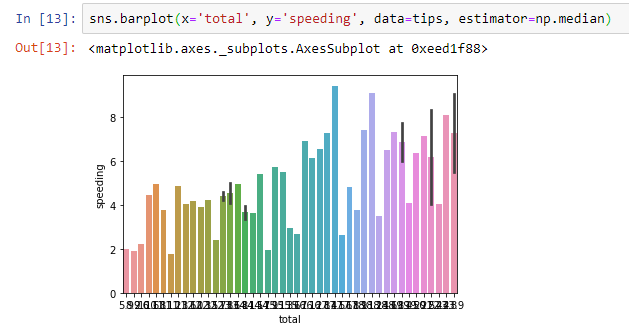 In [13]: sns.barplot(x='total', y='speeding', data=tips, estimator=np.median)
Out[13]: <matplotlib.axes._subplots.AxesSubplot at 0xeed1f88>
8
6
speeding
4
2
0
total